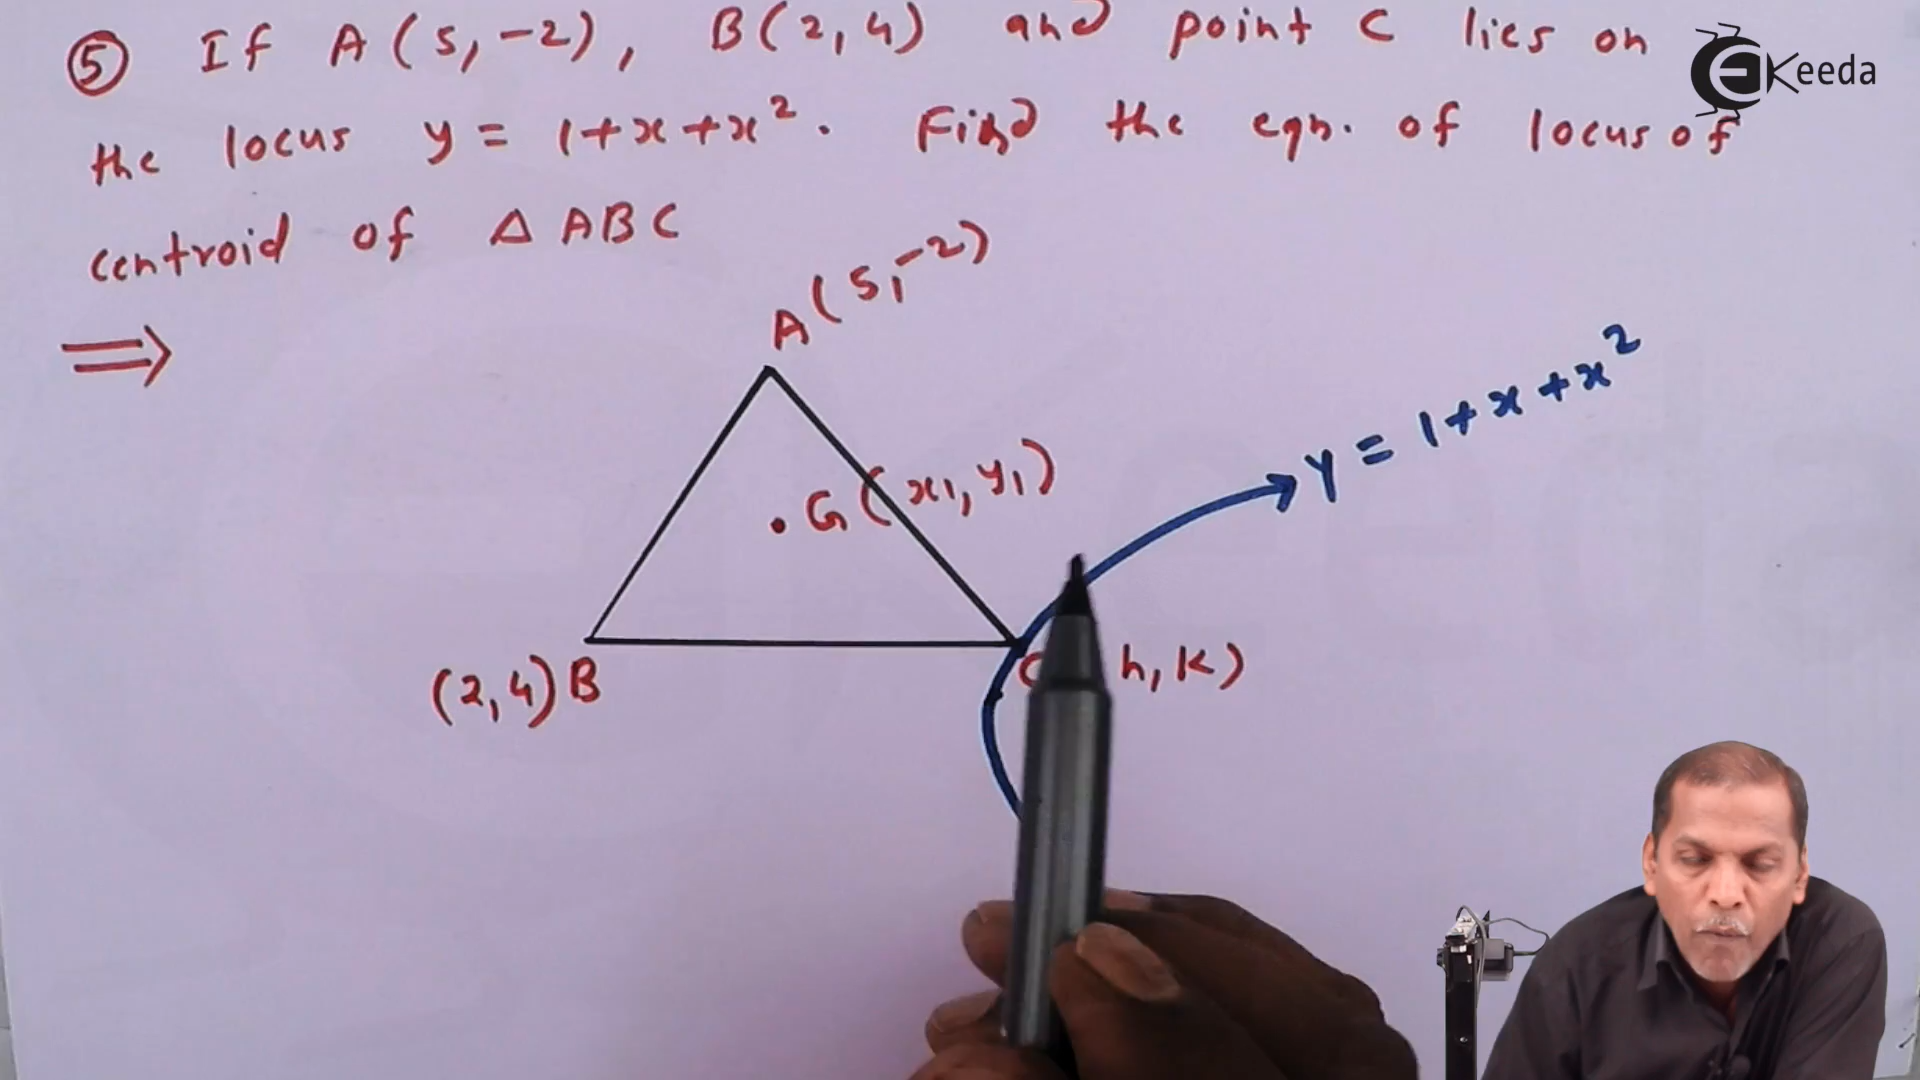 ⑤ If A(5,-2), B(2,4) and point C lies on
Keeda
the locus y = 1+x+x². Find the eqn. of locus of
centroid of △ ABC
⇒
A(5,-2)
y = 1+x+x²
.G(x₁,y₁)
(2,4)B
C h,k)